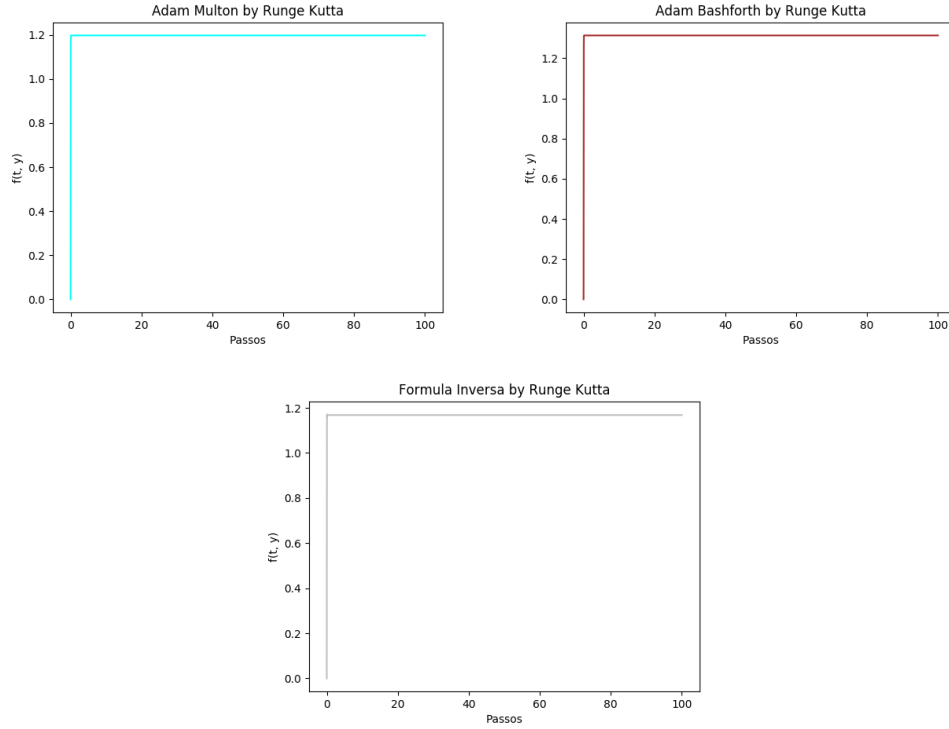 Adam Multon by Runge Kutta
1.2
1.0
0.8
0.6
0.4
0.2
0.0
f(t, y)
0 20 40 60 80 100
Passos
Adam Bashforth by Runge Kutta
1.2
1.0
0.8
0.6
0.4
0.2
0.0
f(t, y)
0 20 40 60 80 100
Passos
Formula Inversa by Runge Kutta
1.2
1.0
0.8
0.6
0.4
0.2
0.0
f(t, y)
0 20 40 60 80 100
Passos